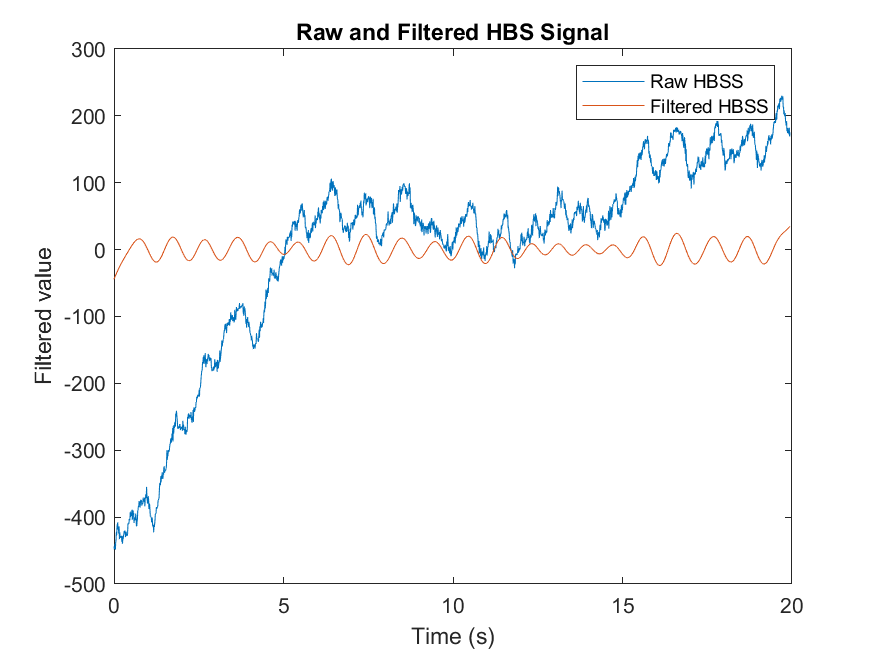 Raw and Filtered HBS Signal
300
200
100
0
-100
-200
-300
-400
-500
Filtered value
Raw HBSS
Filtered HBSS
0 5 10 15 20
Time (s)